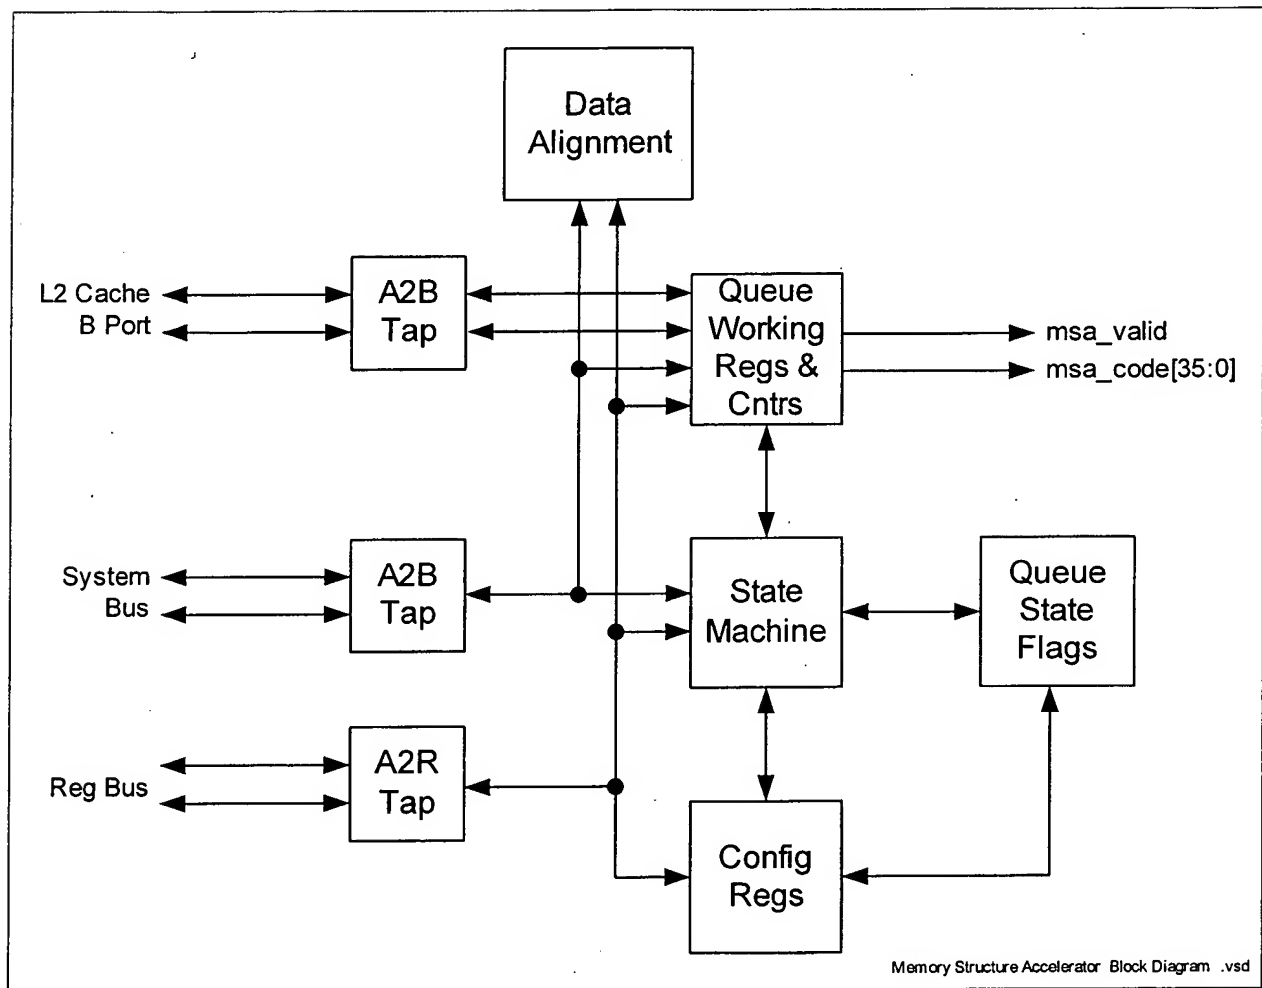 Data
Alignment
L2 Cache
B Port
A2B
Tap
Queue
Working
Regs &
Cntrs
msa_valid
msa_code[35:0]
System
Bus
A2B
Tap
State
Machine
Queue
State
Flags
Reg Bus
A2R
Tap
Config
Regs
Memory Structure Accelerator Block Diagram .vsd